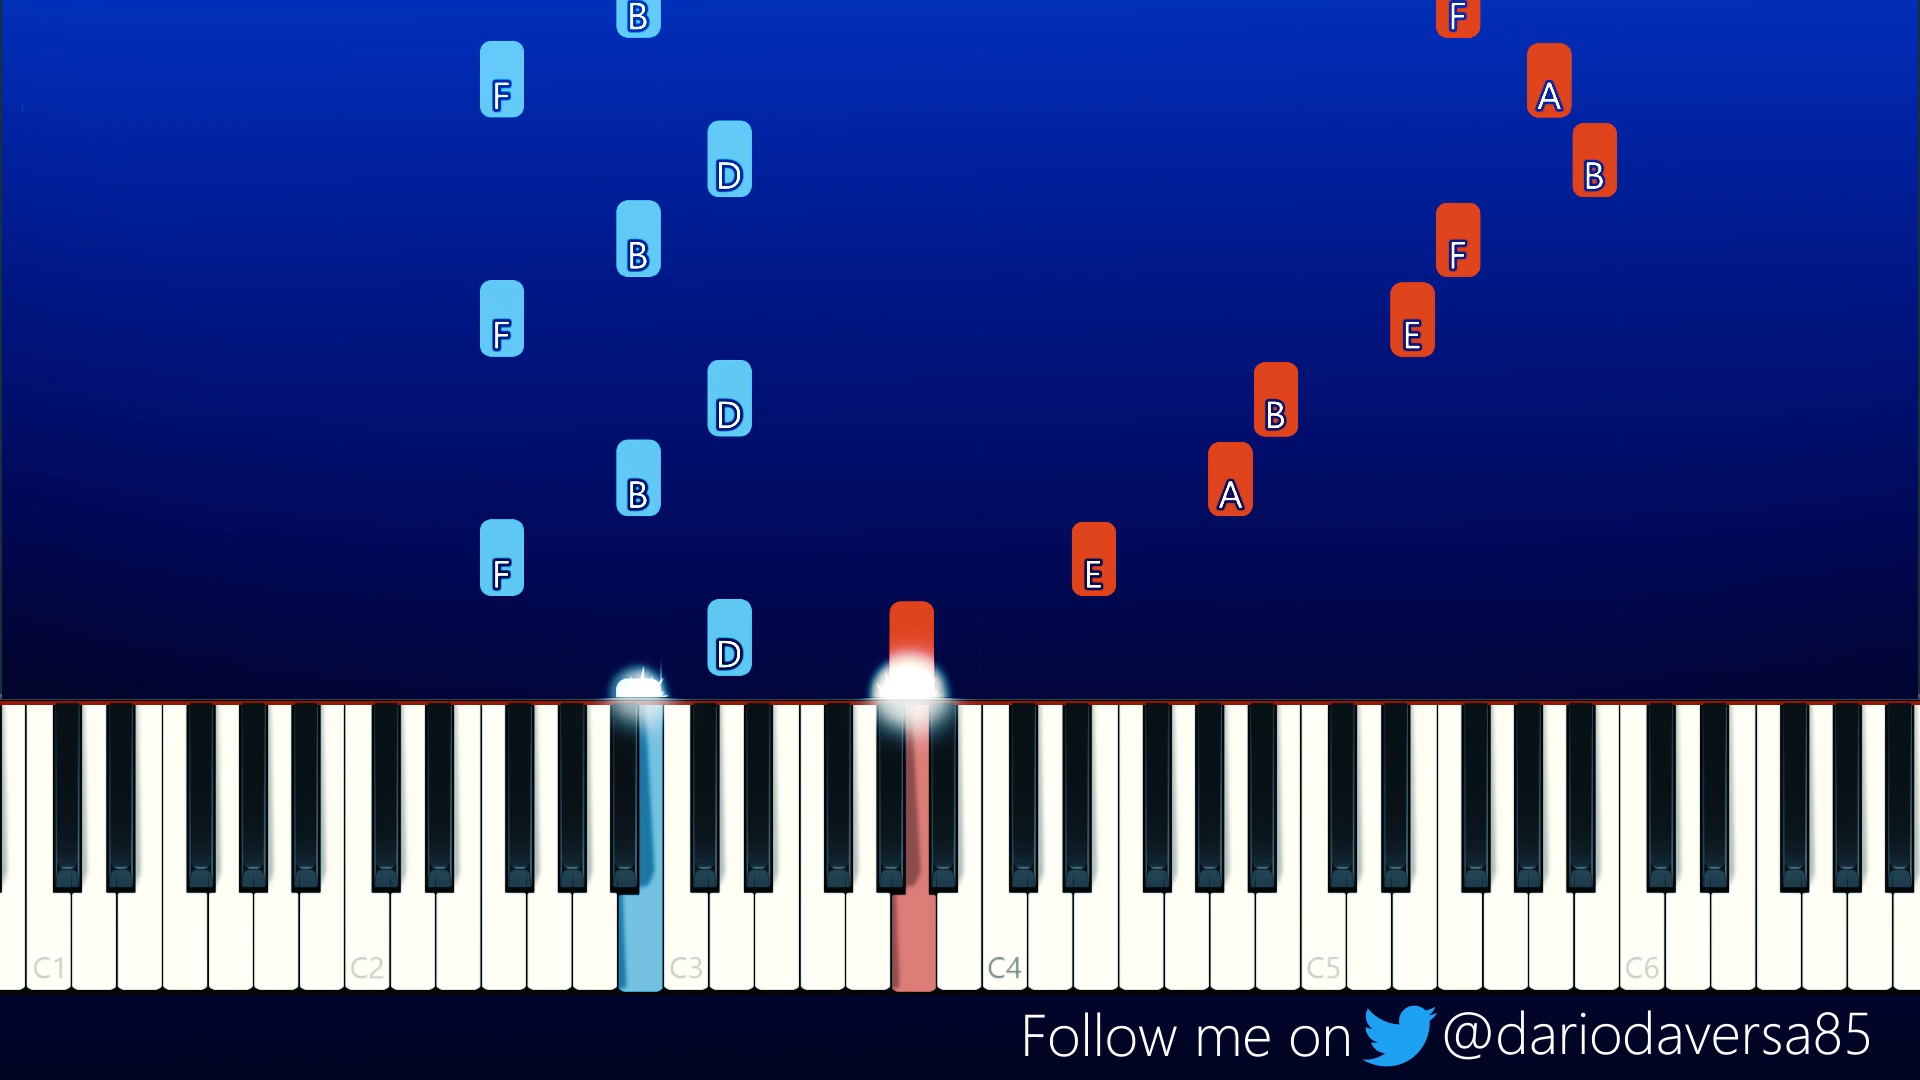 B F
F A
D B
B F
F E
D B
B A
F E
D
C1 C2 C3 C4 C5 C6
Follow me on @dariodaversa85